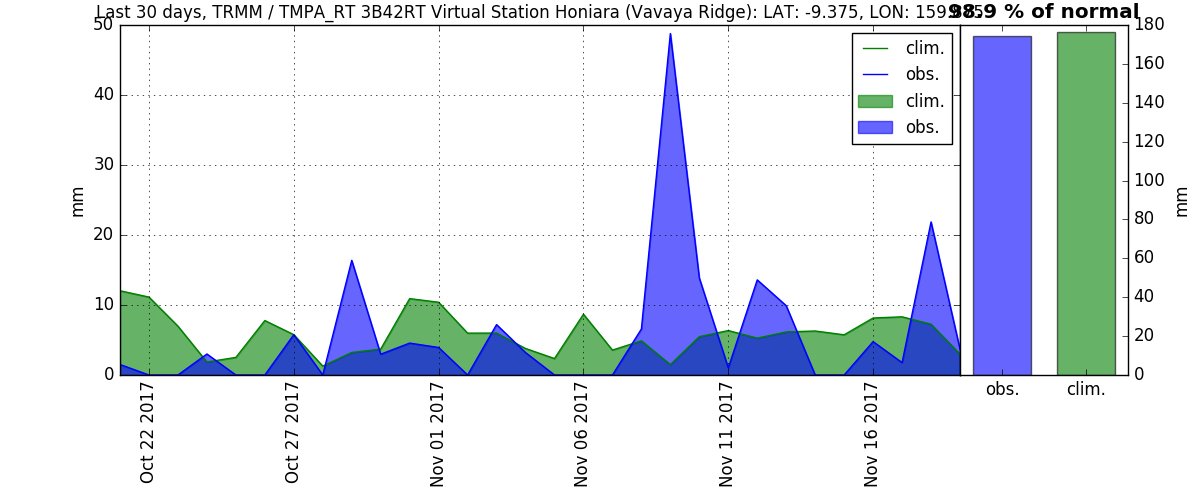 Last 30 days, TRMM / TMPA_RT 3B42RT Virtual Station Honiara (Vavaya Ridge): LAT: -9.375, LON:
98.9 % of normal
50
40
30
20
10
0
mm
clim.
obs.
clim.
obs.
Oct 22 2017
Oct 27 2017
Nov 01 2017
Nov 06 2017
Nov 11 2017
Nov 16 2017
180
160
140
120
100
80
60
40
20
0
mm
obs.
clim.